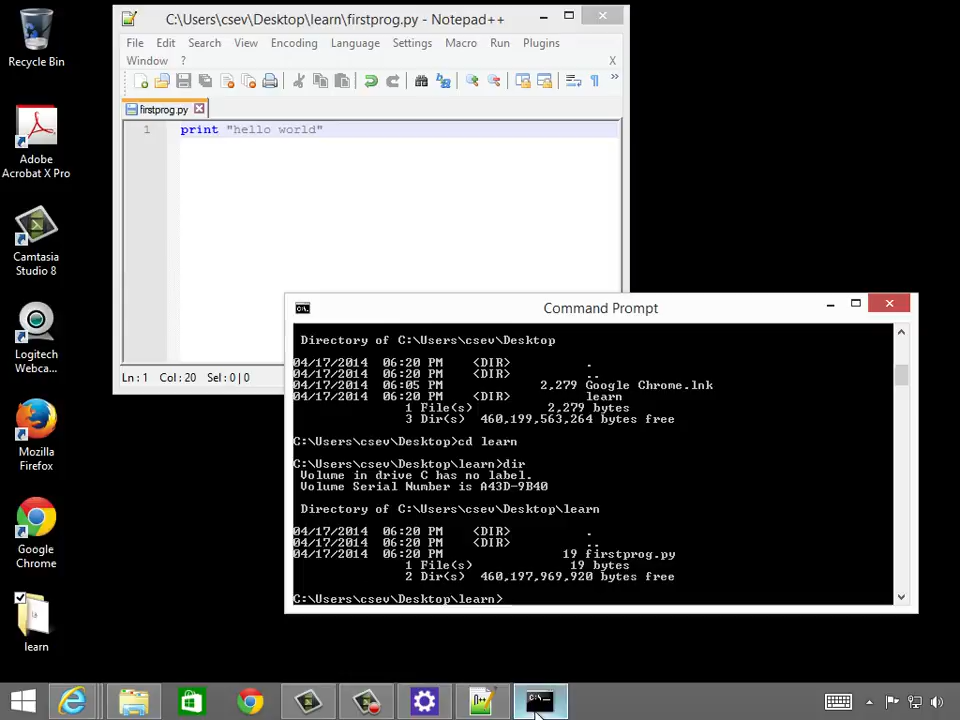 Recycle Bin
Adobe
Acrobat X Pro
Camtasia
Studio 8
Logitech
Webca...
Mozilla
Firefox
Google
Chrome
learn
C:\Users\csev\Desktop\learn\firstprog.py - Notepad++
File Edit Search View Encoding Language Settings Macro Run Plugins
Window ? X
firstprog.py
1 print "hello world"
Ln : 1 Col : 20 Sel : 0 | 0
Command Prompt
Directory of C:\Users\csev\Desktop
04/17/2014 06:20 PM <DIR> .
04/17/2014 06:20 PM <DIR> ..
04/17/2014 06:05 PM 2,279 Google Chrome.lnk
04/17/2014 06:20 PM <DIR> learn
1 File(s) 2,279 bytes
3 Dir(s) 460,199,563,264 bytes free
C:\Users\csev\Desktop>cd learn
C:\Users\csev\Desktop\learn>dir
Volume in drive C has no label.
Volume Serial Number is A43D-9B40
Directory of C:\Users\csev\Desktop\learn
04/17/2014 06:20 PM <DIR> .
04/17/2014 06:20 PM <DIR> ..
04/17/2014 06:20 PM 19 firstprog.py
1 File(s) 19 bytes
2 Dir(s) 460,197,969,920 bytes free
C:\Users\csev\Desktop\learn>